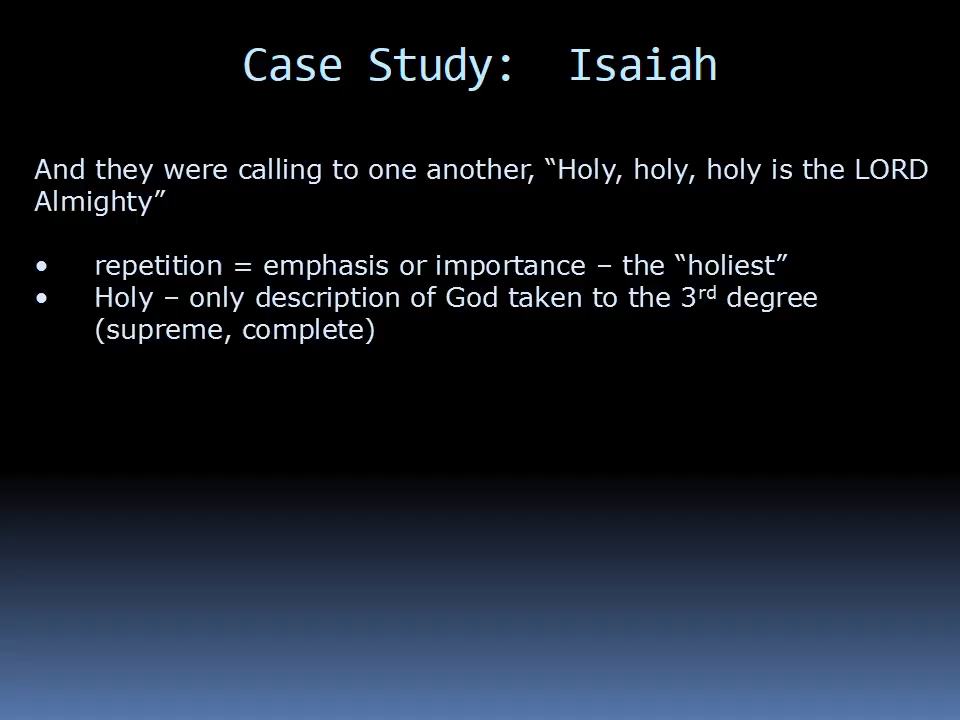 Case Study:  Isaiah
And they were calling to one another, “Holy, holy, holy is the LORD
Almighty”
• repetition = emphasis or importance – the “holiest”
• Holy – only description of God taken to the 3rd degree
(supreme, complete)